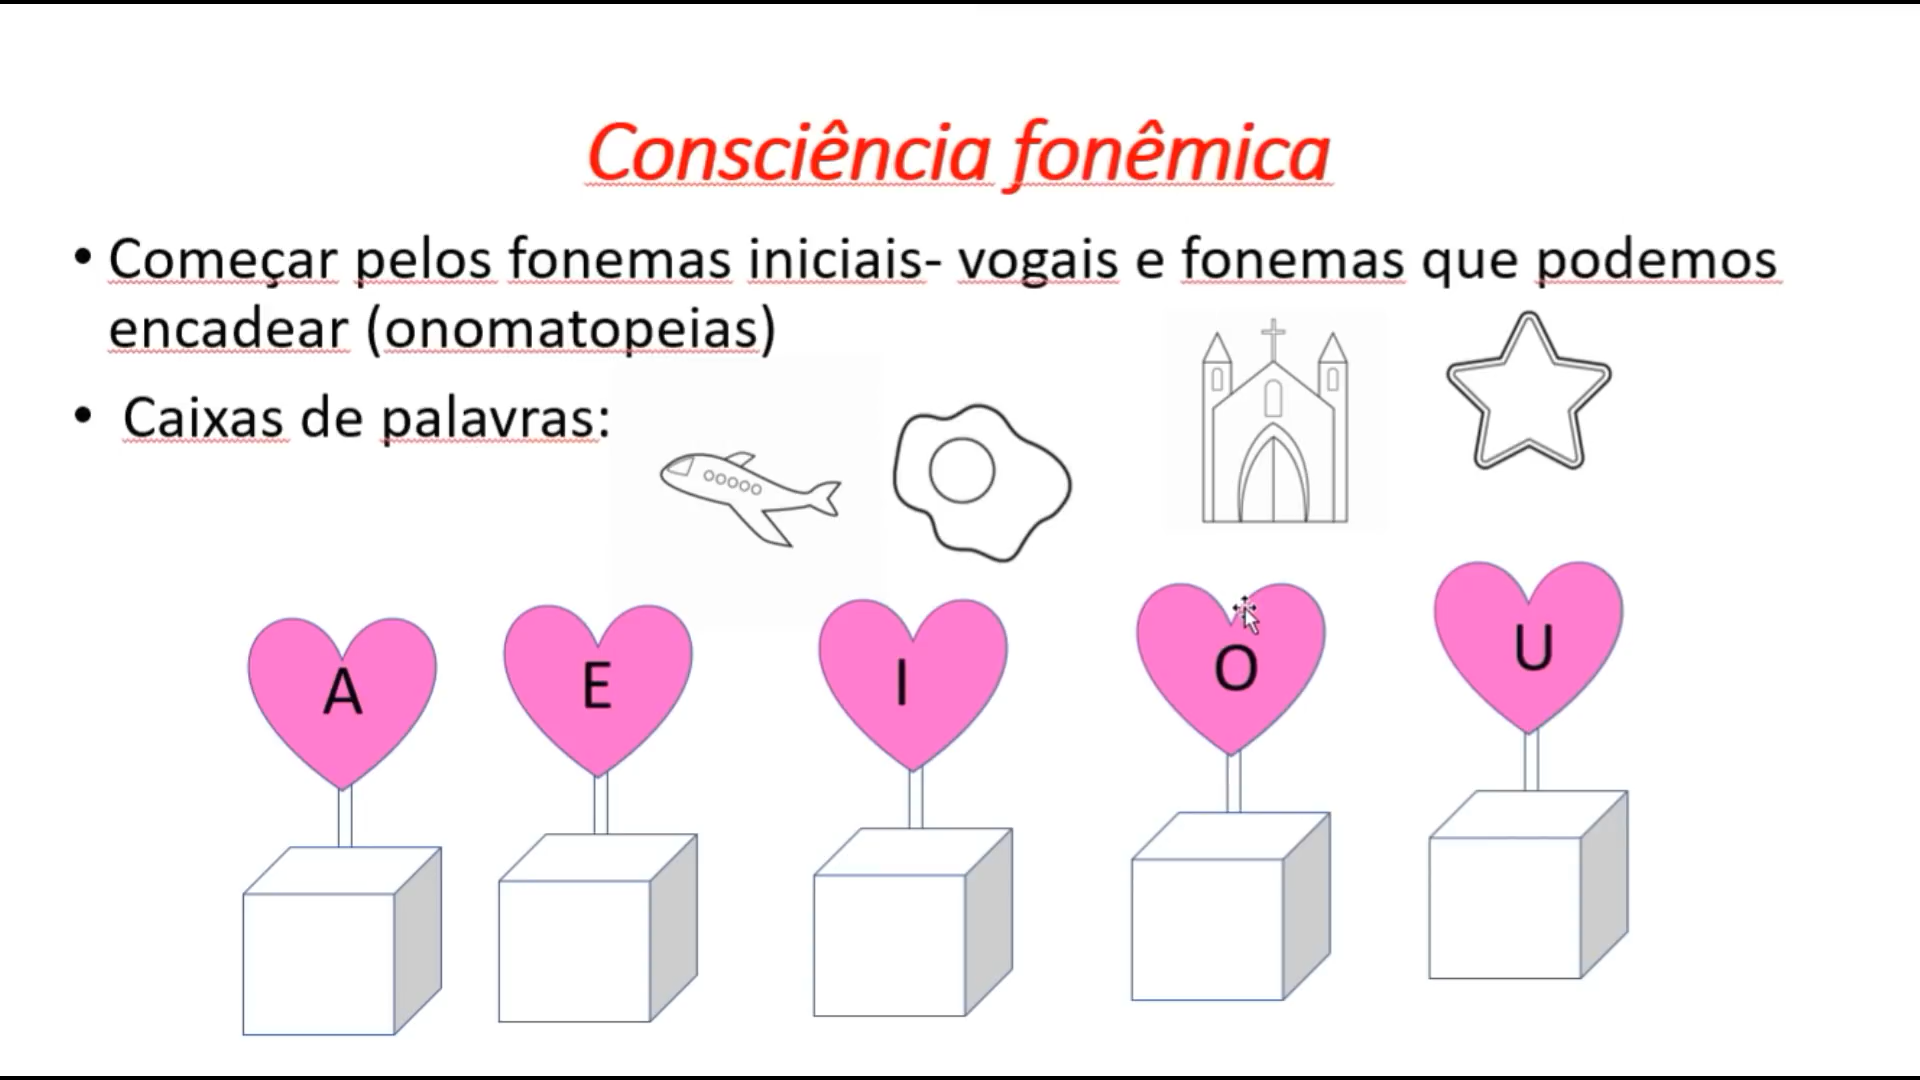 Consciência fonêmica
• Começar pelos fonemas iniciais- vogais e fonemas que podemos
encadear (onomatopeias)
• Caixas de palavras:
A
E
I
O
U